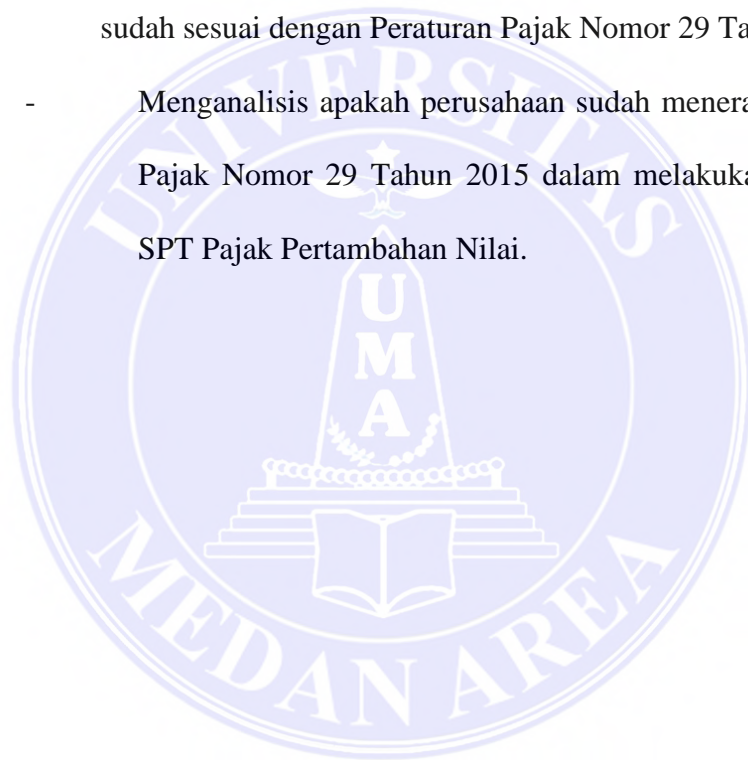 sudah sesuai dengan Peraturan Pajak Nomor 29 Ta
- Menganalisis apakah perusahaan sudah menera
Pajak Nomor 29 Tahun 2015 dalam melakuka
SPT Pajak Pertambahan Nilai.
UNIVERSITAS
UMA
MEDAN AREA